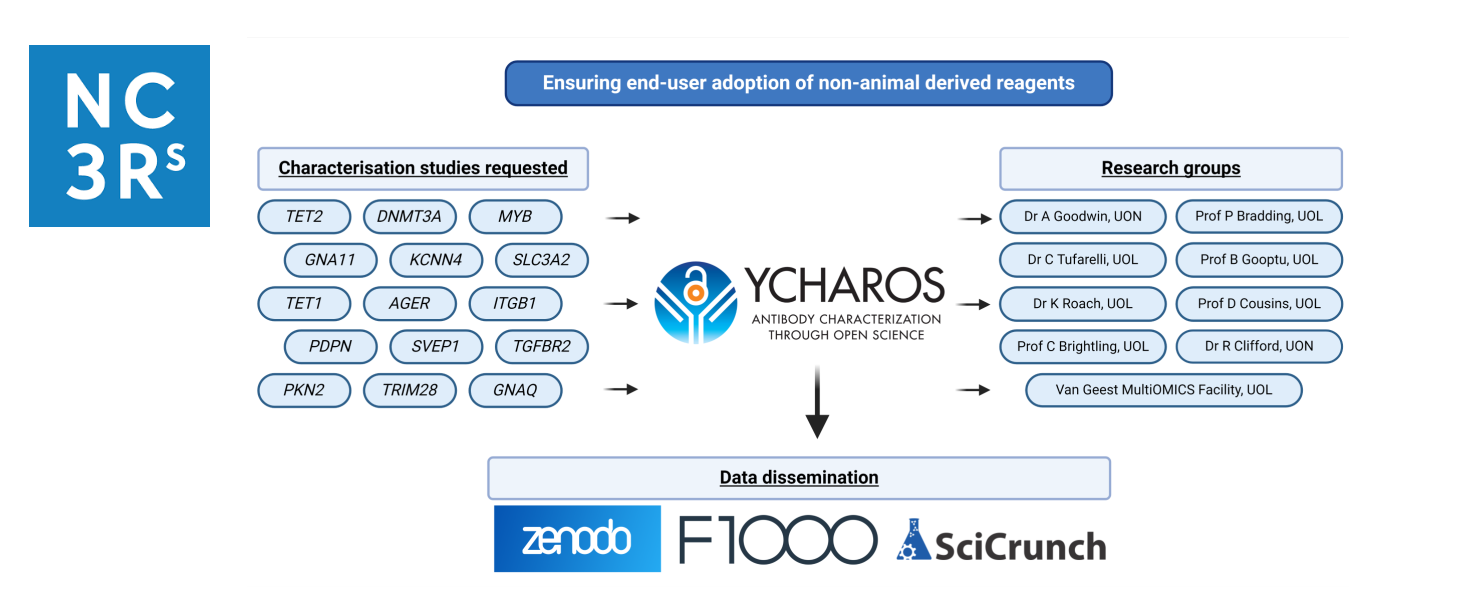 NC
3Rs
Ensuring end-user adoption of non-animal derived reagents
Characterisation studies requested
TET2 DNMT3A MYB
GNA11 KCNN4 SLC3A2
TET1 AGER ITGB1
PDPN SVEP1 TGFBR2
PKN2 TRIM28 GNAQ
YCHAROS
ANTIBODY CHARACTERIZATION
THROUGH OPEN SCIENCE
Research groups
Dr A Goodwin, UON Prof P Bradding, UOL
Dr C Tufarelli, UOL Prof B Gooptu, UOL
Dr K Roach, UOL Prof D Cousins, UOL
Prof C Brightling, UOL Dr R Clifford, UON
Van Geest MultiOMICS Facility, UOL
Data dissemination
zenodo F1000 SciCrunch